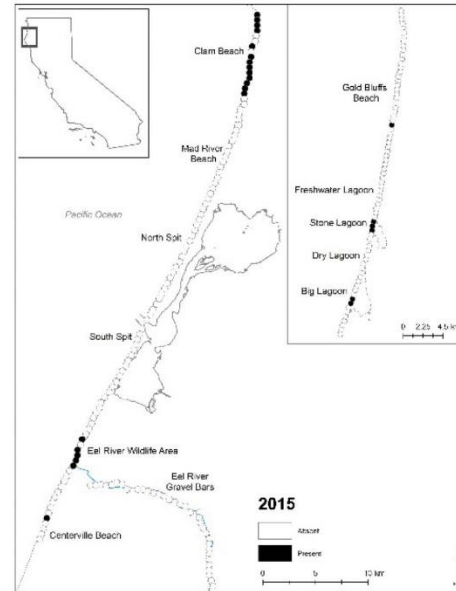 Clam Beach
Mad River
Beach
Pacific Ocean
North Spit
South Spit
Eel River Wildlife Area
Eel River
Gravel Bars
Centerville Beach
Gold Bluffs
Beach
Freshwater Lagoon
Stone Lagoon
Dry Lagoon
Big Lagoon
0 2.25 4.5 km
2015
Absent
Present
0 5 10 km